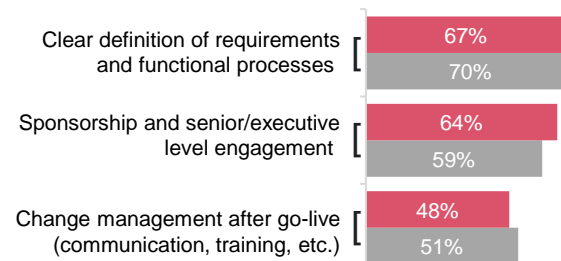 Clear definition of requirements
and functional processes
67%
70%
Sponsorship and senior/executive
level engagement
64%
59%
Change management after go-live
(communication, training, etc.)
48%
51%